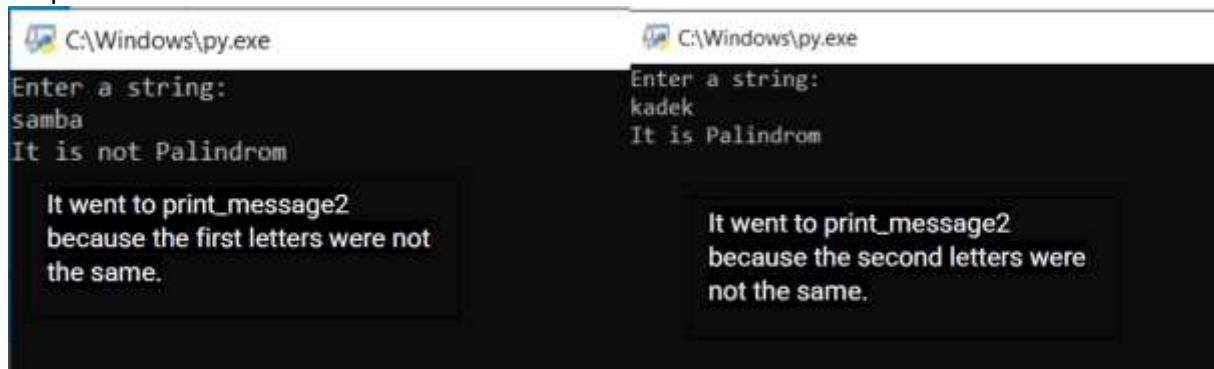 C:\Windows\py.exe
Enter a string:
samba
It is not Palindrom
It went to print_message2
because the first letters were not
the same.
C:\Windows\py.exe
Enter a string:
kadek
It is Palindrom
It went to print_message2
because the second letters were
not the same.